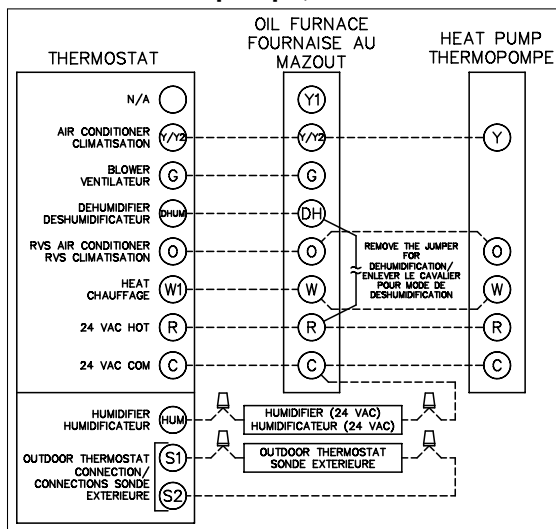 OIL FURNACE
FOURNAISE AU
MAZOUT
HEAT PUMP
THERMOPOMPE
THERMOSTAT
N/A
Y1
AIR CONDITIONER
CLIMATISATION
Y/Y2
Y/Y2
Y
BLOWER
VENTILATEUR
G
G
DEHUMIDIFIER
DESHUMIDIFICATEUR
DHUM
DH
RVS AIR CONDITIONER
RVS CLIMATISATION
O
O
O
REMOVE THE JUMPER
FOR
DEHUMIDIFICATION/
ENLEVER LE CAVALIER
POUR MODE DE
DESHUMIDIFICATION
HEAT
CHAUFFAGE
W1
W
W
24 VAC HOT
R
R
R
24 VAC COM
C
C
C
HUMIDIFIER
HUMIDIFICATEUR
HUM
HUMIDIFIER (24 VAC)
HUMIDIFICATEUR (24 VAC)
OUTDOOR THERMOSTAT
CONNECTION/
CONNECTIONS SONDE
EXTERIEURE
S1
S2
OUTDOOR THERMOSTAT
SONDE EXTERIEURE